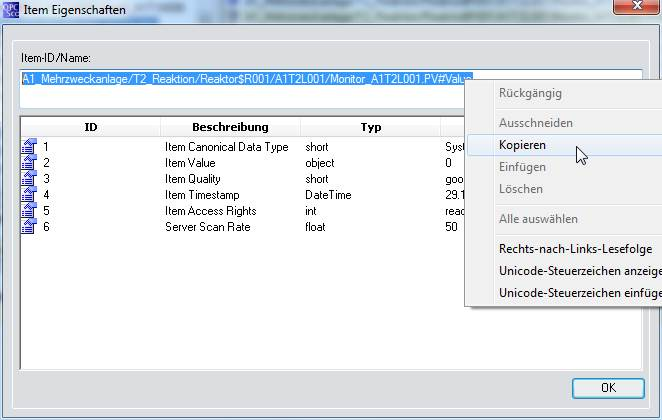 OPC
Sco
Item Eigenschaften
Item-ID/Name:
A1_Mehrzweckanlage/T2_Reaktion/Reaktor$R001/A1T2L001/Monitor_A1T2L001.PV#Value
ID Beschreibung Typ
1 Item Canonical Data Type short Syst
2 Item Value object 0
3 Item Quality short goo
4 Item Timestamp DateTime 29.1
5 Item Access Rights int read
6 Server Scan Rate float 50
Rückgängig
Ausschneiden
Kopieren
Einfügen
Löschen
Alle auswählen
Rechts-nach-Links-Lesefolge
Unicode-Steuerzeichen anzeige
Unicode-Steuerzeichen einfüge
OK